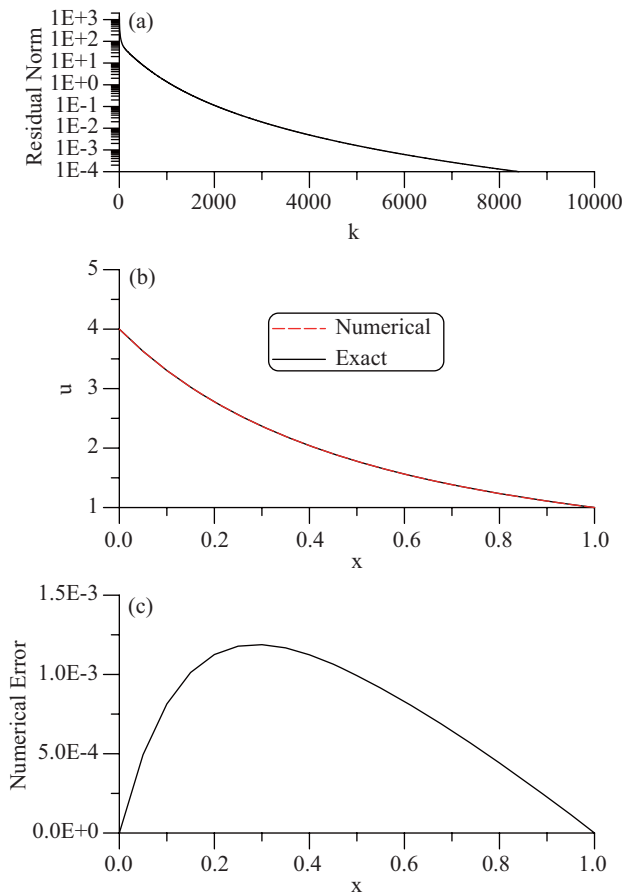 (a)
Residual Norm
1E+3
1E+2
1E+1
1E+0
1E-1
1E-2
1E-3
1E-4
0 2000 4000 6000 8000 10000
k
(b)
u
5
4
3
2
1
Numerical
Exact
0.0 0.2 0.4 0.6 0.8 1.0
x
(c)
Numerical Error
1.5E-3
1.0E-3
5.0E-4
0.0E+0
0.0 0.2 0.4 0.6 0.8 1.0
x